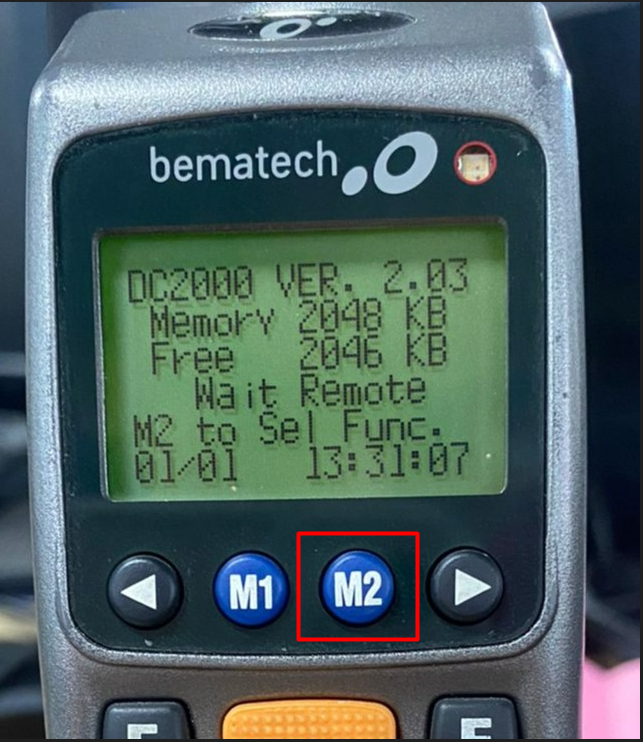 bematech
DC2000 VER. 2.03
Memory 2048 KB
Free 2046 KB
Wait Remote
M2 to Sel Func.
01/01 13:31:07
M1 M2